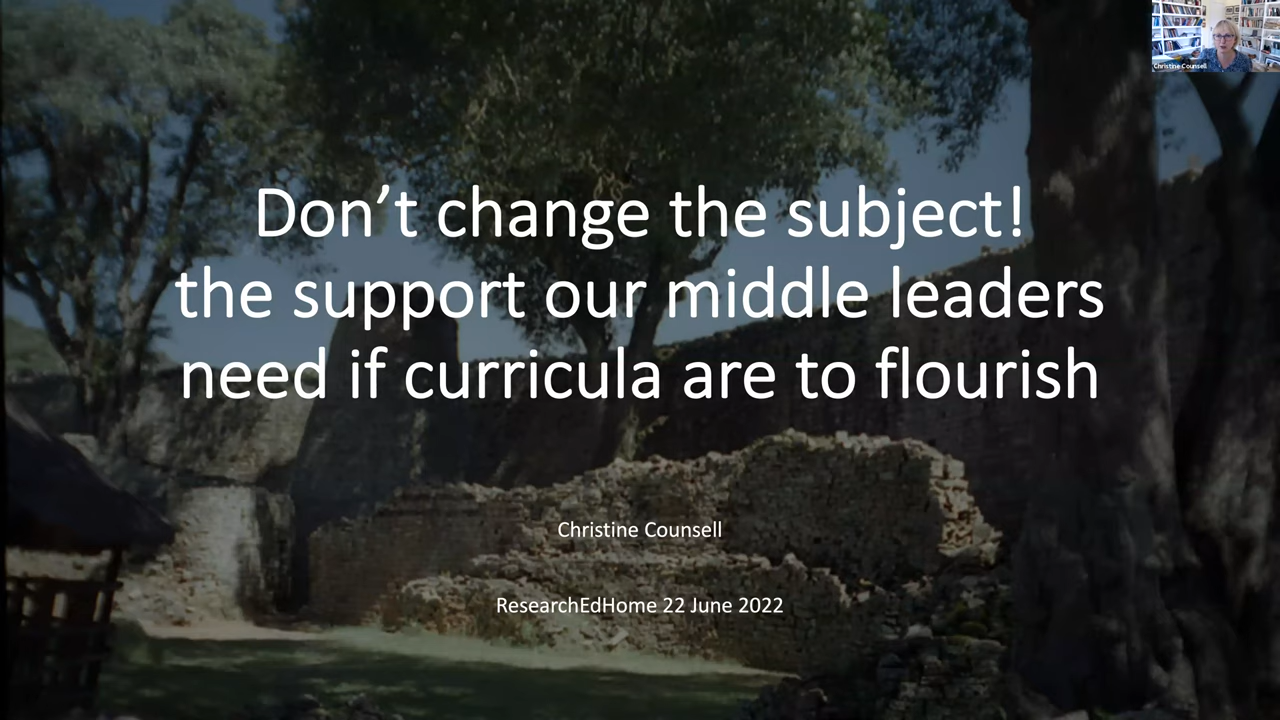 Christine Counsell
Don't change the subject!
the support our middle leaders
need if curricula are to flourish
Christine Counsell
ResearchEdHome 22 June 2022